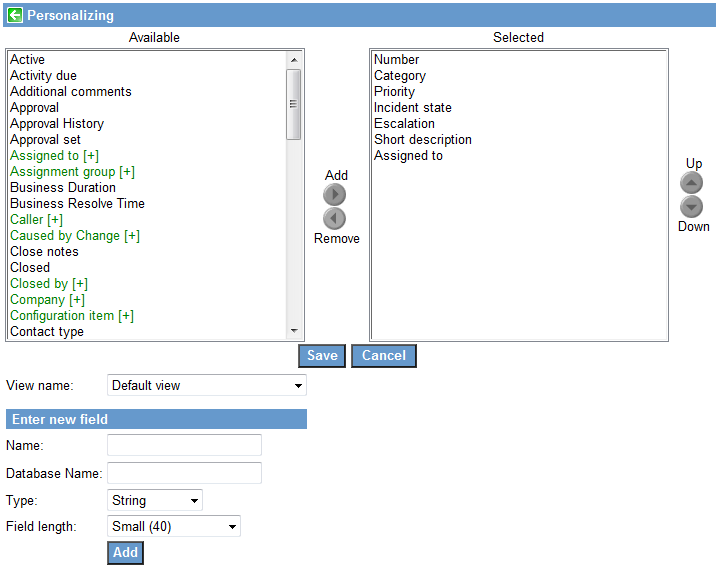 Personalizing
Available
Selected
Active
Activity due
Additional comments
Approval
Approval History
Approval set
Assigned to [+]
Assignment group [+]
Business Duration
Business Resolve Time
Caller [+]
Caused by Change [+]
Close notes
Closed
Closed by [+]
Company [+]
Configuration item [+]
Contact type
Add
Remove
Number
Category
Priority
Incident state
Escalation
Short description
Assigned to
Up
Down
Save Cancel
View name: Default view
Enter new field
Name:
Database Name:
Type: String
Field length: Small (40)
Add